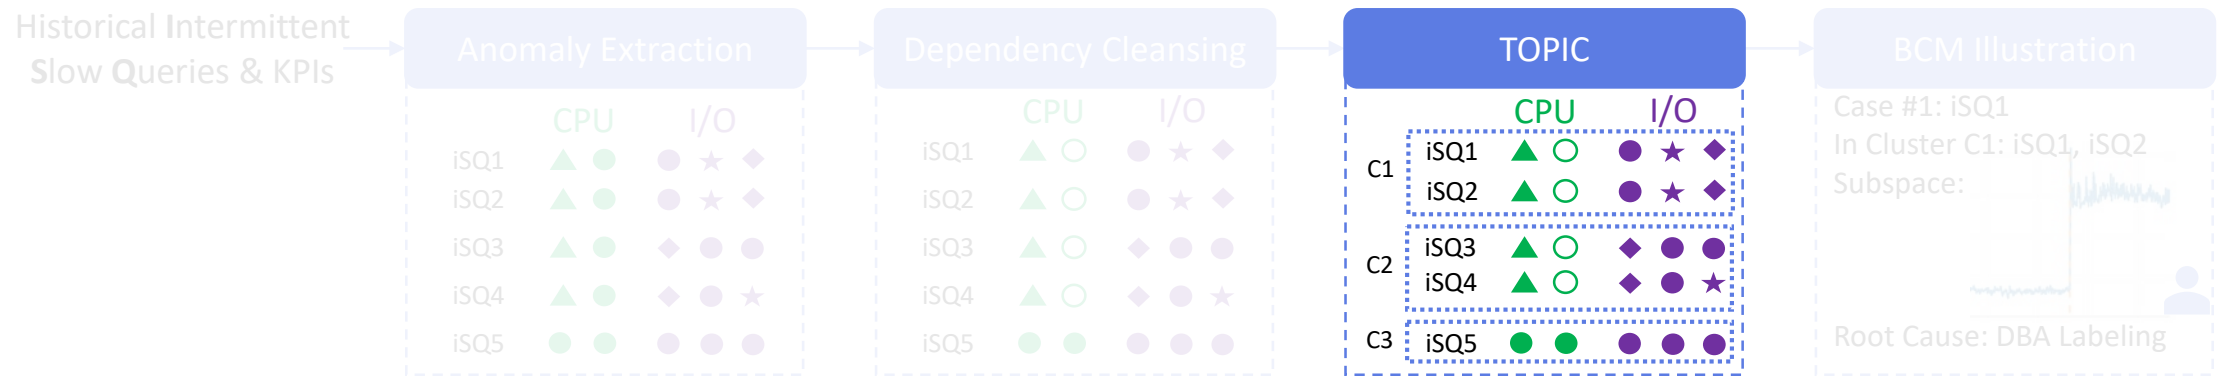 Historical Intermittent
Slow Queries & KPIs
Anomaly Extraction
CPU I/O
iSQ1
iSQ2
iSQ3
iSQ4
iSQ5
Dependency Cleansing
CPU I/O
iSQ1
iSQ2
iSQ3
iSQ4
iSQ5
TOPIC
CPU I/O
C1
iSQ1
iSQ2
C2
iSQ3
iSQ4
C3
iSQ5
BCM Illustration
Case #1: iSQ1
In Cluster C1: iSQ1, iSQ2
Subspace:
Root Cause: DBA Labeling